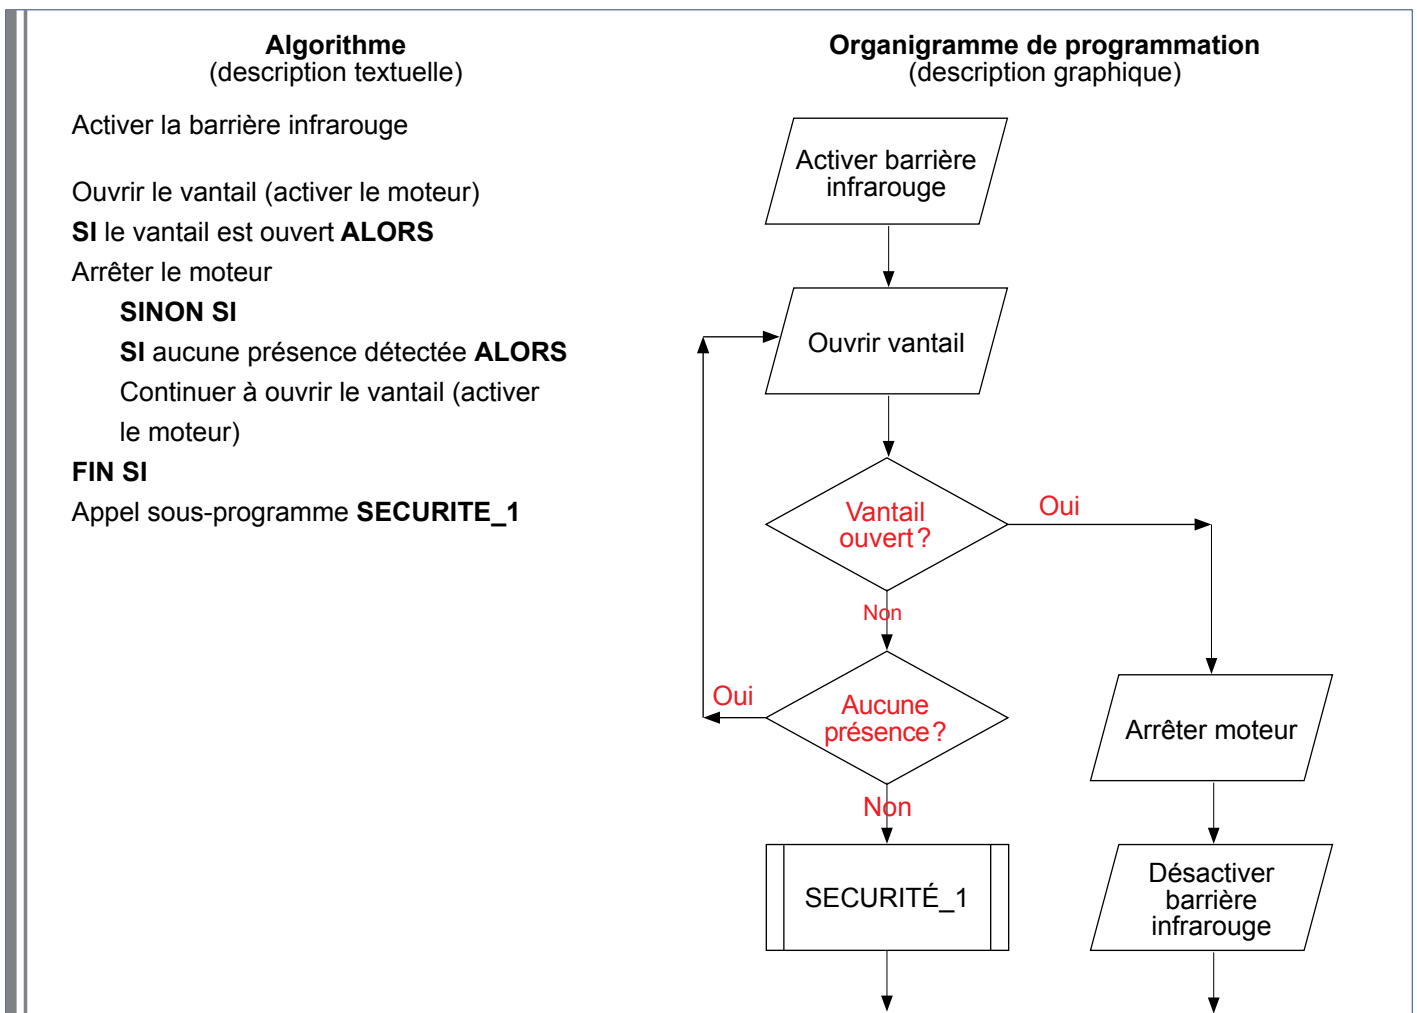 Algorithme
(description textuelle)
Activer la barrière infrarouge
Ouvrir le vantail (activer le moteur)
SI le vantail est ouvert ALORS
Arrêter le moteur
SINON SI
SI aucune présence détectée ALORS
Continuer à ouvrir le vantail (activer
le moteur)
FIN SI
Appel sous-programme SECURITE_1
Organigramme de programmation
(description graphique)
Activer barrière
infrarouge
Ouvrir vantail
Vantail
ouvert ?
Oui
Non
Aucune
présence ?
Oui
Non
Arrêter moteur
SECURITÉ_1
Désactiver
barrière
infrarouge